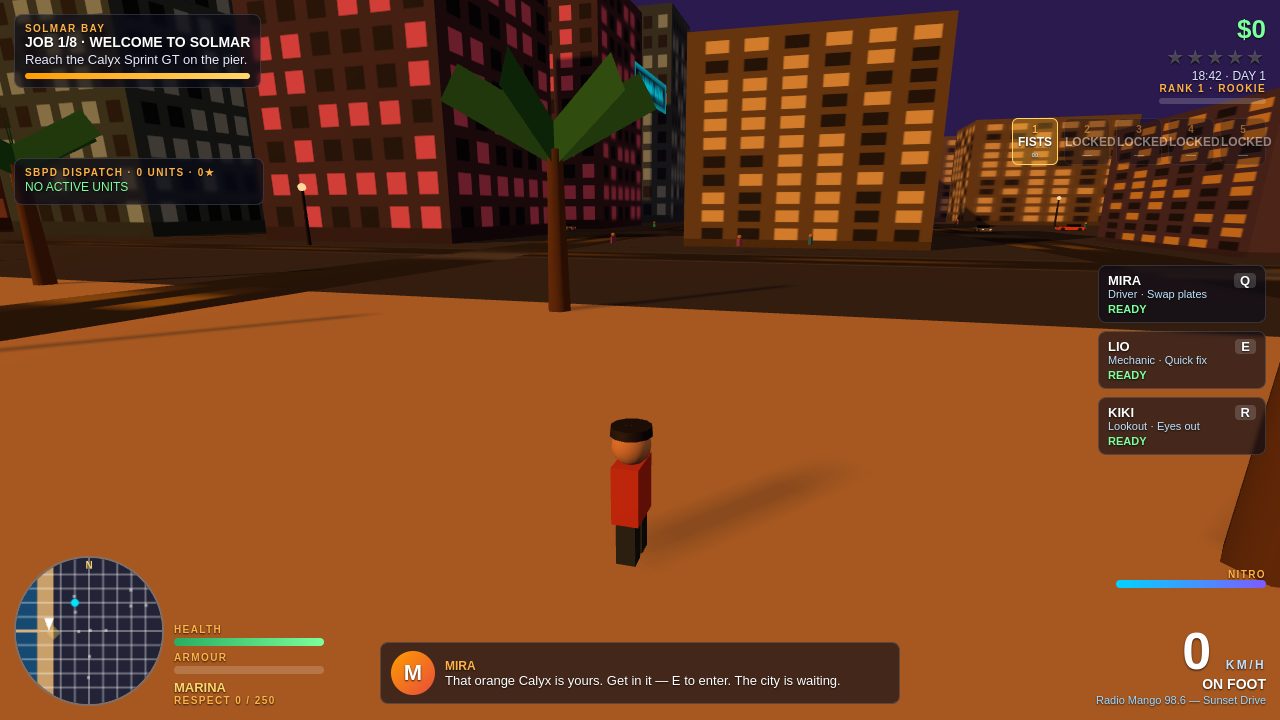 SOLMAR BAY
JOB 1/8 · WELCOME TO SOLMAR
Reach the Calyx Sprint GT on the pier.
SBPD DISPATCH · 0 UNITS · 0★
NO ACTIVE UNITS
$0
★★★★★
18:42 · DAY 1
RANK 1 · ROOKIE
1 2 3 4 5
FISTS LOCKED LOCKED LOCKED LOCKED
∞ — — — —
MIRA Q
Driver · Swap plates
READY
LIO E
Mechanic · Quick fix
READY
KIKI R
Lookout · Eyes out
READY
N
HEALTH
ARMOUR
MARINA
RESPECT 0 / 250
M
MIRA
That orange Calyx is yours. Get in it — E to enter. The city is waiting.
NITRO
0 KM/H
ON FOOT
Radio Mango 98.6 — Sunset Drive